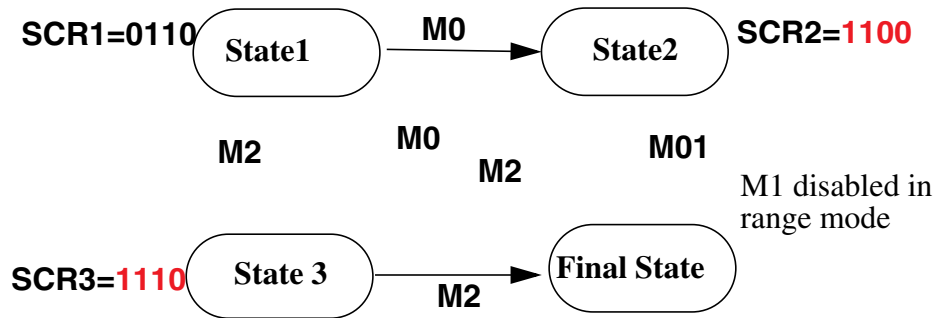 SCR1=0110
State1
M0
State2
SCR2=1100
M2
M0
M2
M01
M1 disabled in
range mode
SCR3=1110
State 3
M2
Final State